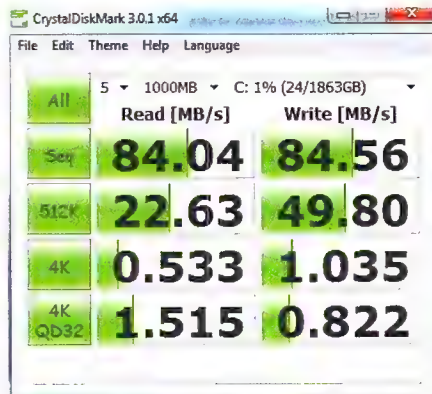 CrystalDiskMark 3.0.1 x64
File Edit Theme Help Language
All 5 1000MB C: 1% (24/1863GB)
Read [MB/s] Write [MB/s]
Seq 84.04 84.56
512K 22.63 49.80
4K 0.533 1.035
4K QD32 1.515 0.822